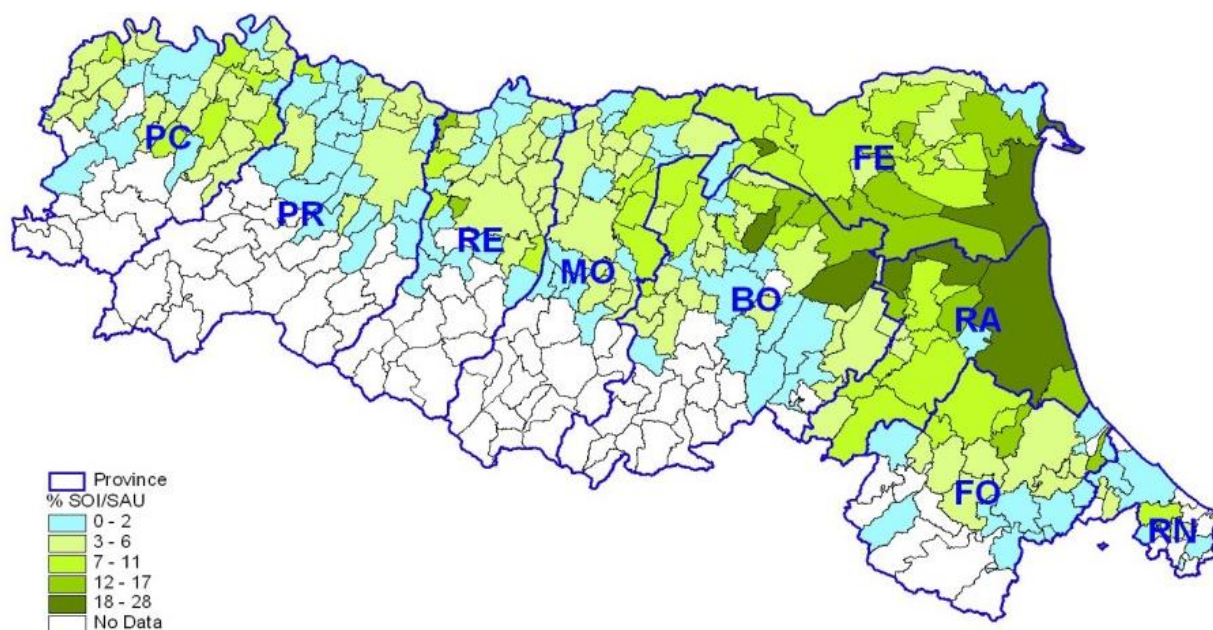 PC
FE
PR
RE
MO
BO
RA
FO
RN
Province
% SOI/SAU
0 - 2
3 - 6
7 - 11
12 - 17
18 - 28
No Data